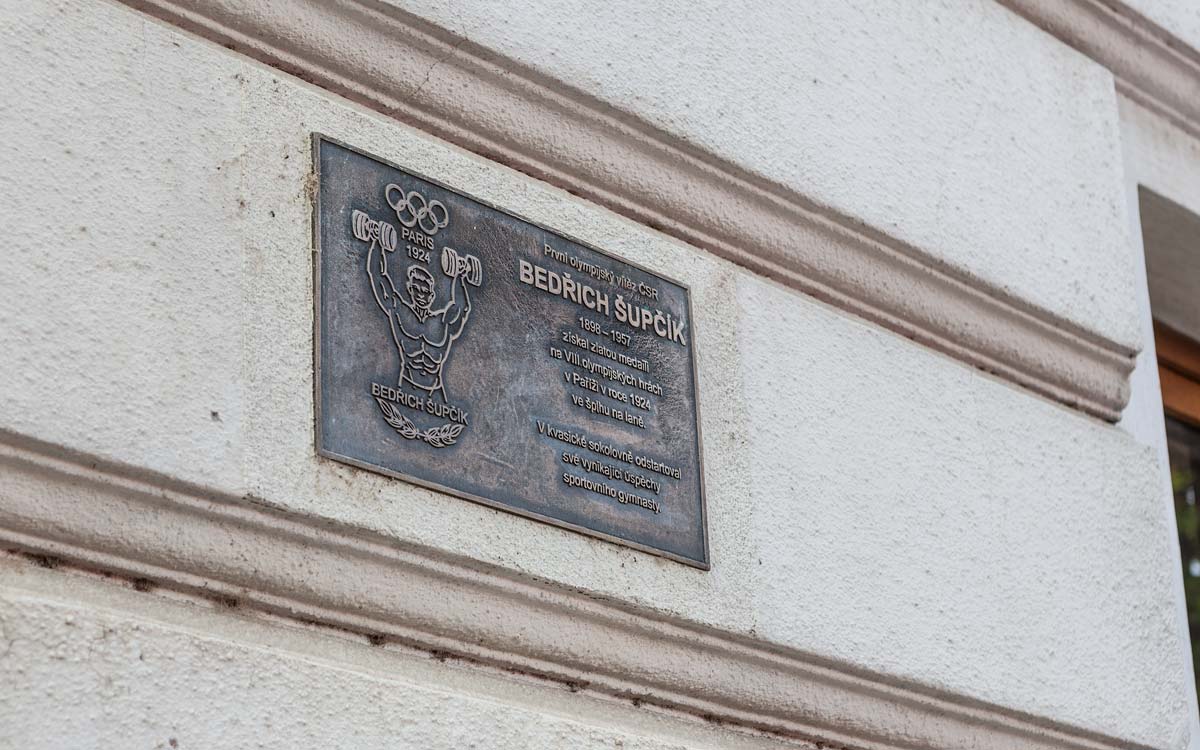 PARIS
1924
BEDŘICH ŠUPČÍK
První olympijský vítěz ČSR
BEDŘICH ŠUPČÍK
1898 – 1957
získal zlatou medaili
na VIII olympijských hrách
v Paříži v roce 1924
ve šplhu na laně.
V kvasické sokolovně odstartoval
své vynikající úspěchy
sportovního gymnasty.